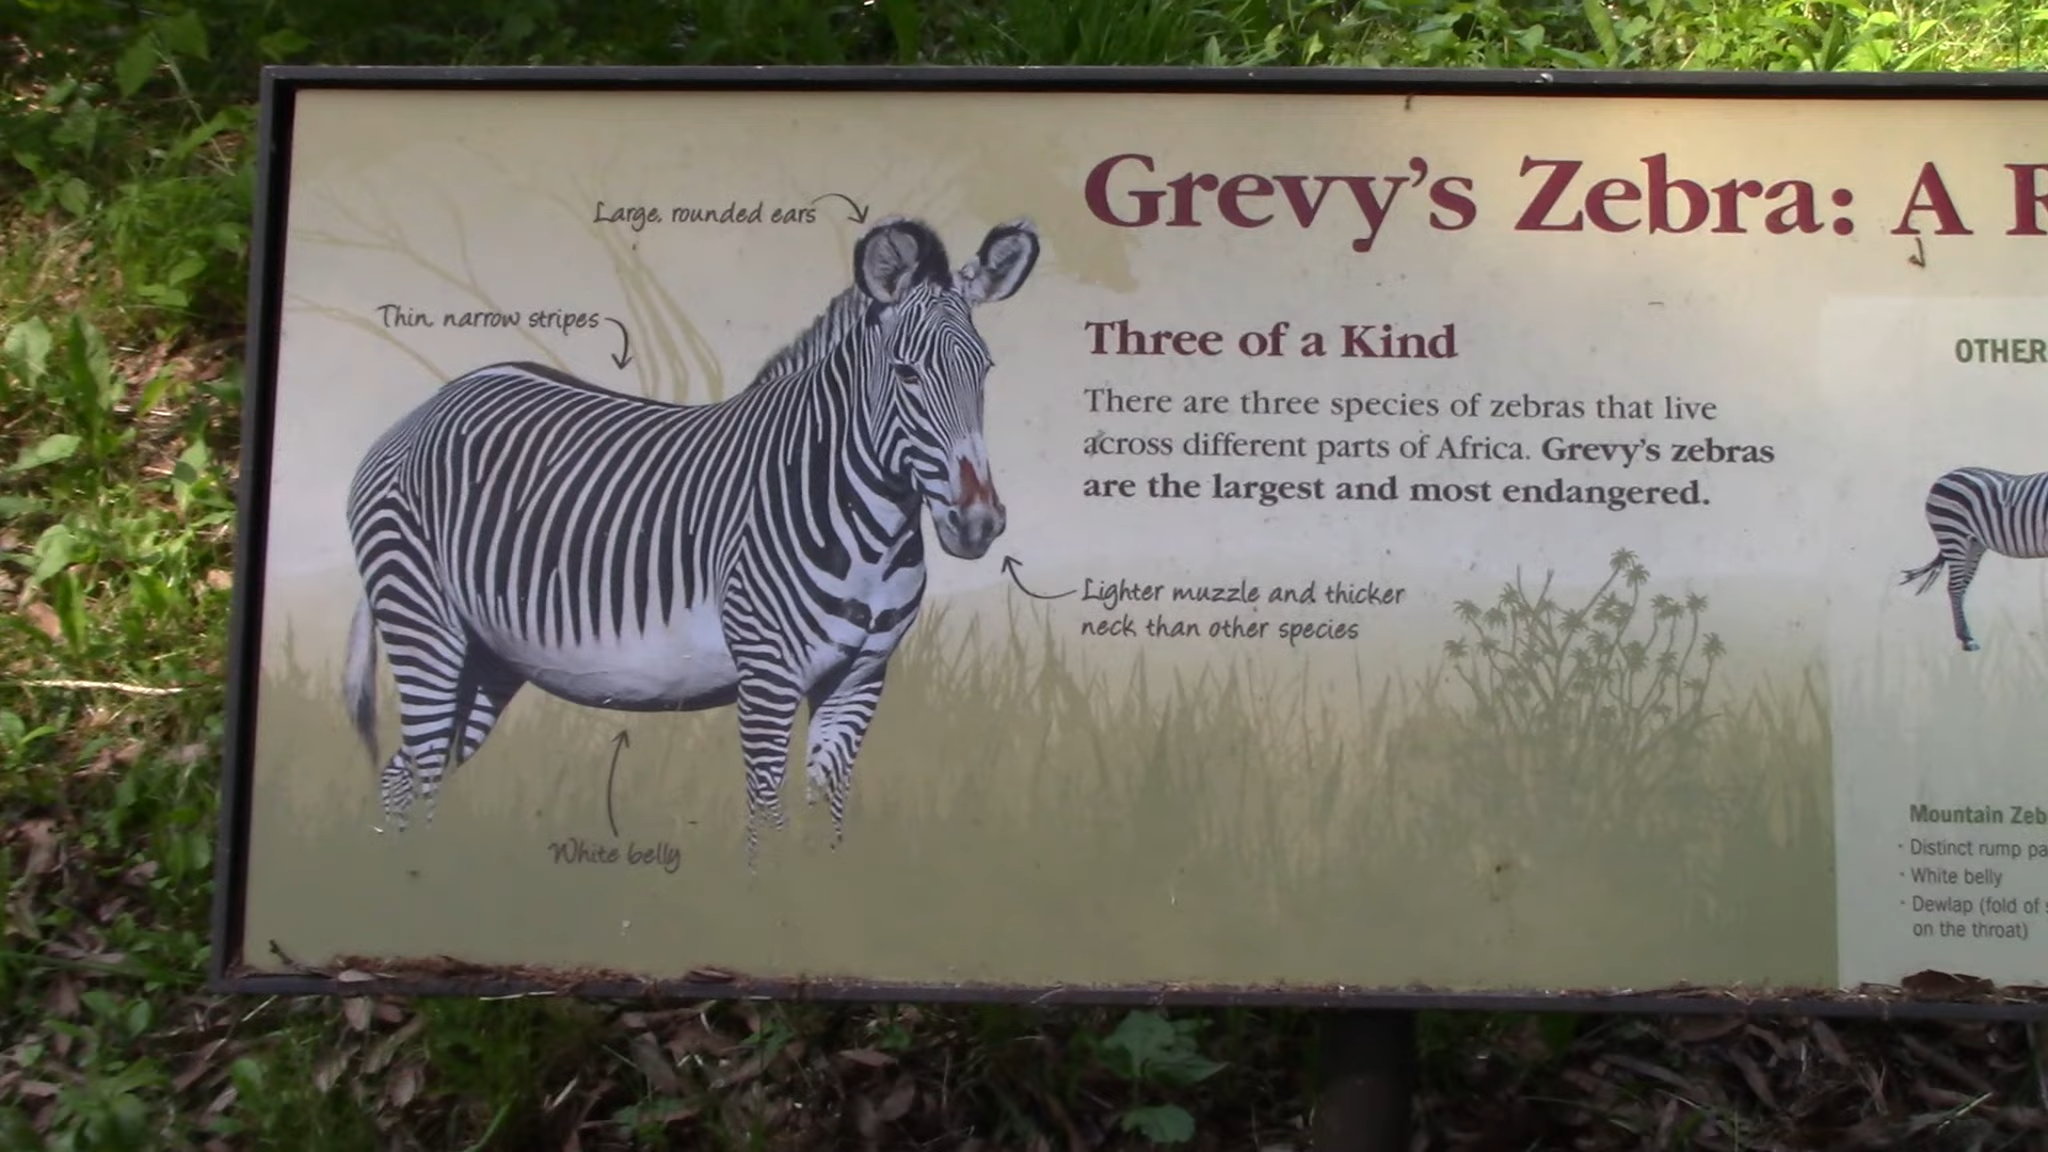 Grevy's Zebra: A
Large, rounded ears
Thin, narrow stripes
Three of a Kind
There are three species of zebras that live
across different parts of Africa. Grevy's zebras
are the largest and most endangered.
Lighter muzzle and thicker
neck than other species
White belly
OTHER
Mountain Zeb
· Distinct rump pa
· White belly
· Dewlap (fold of
on the throat)